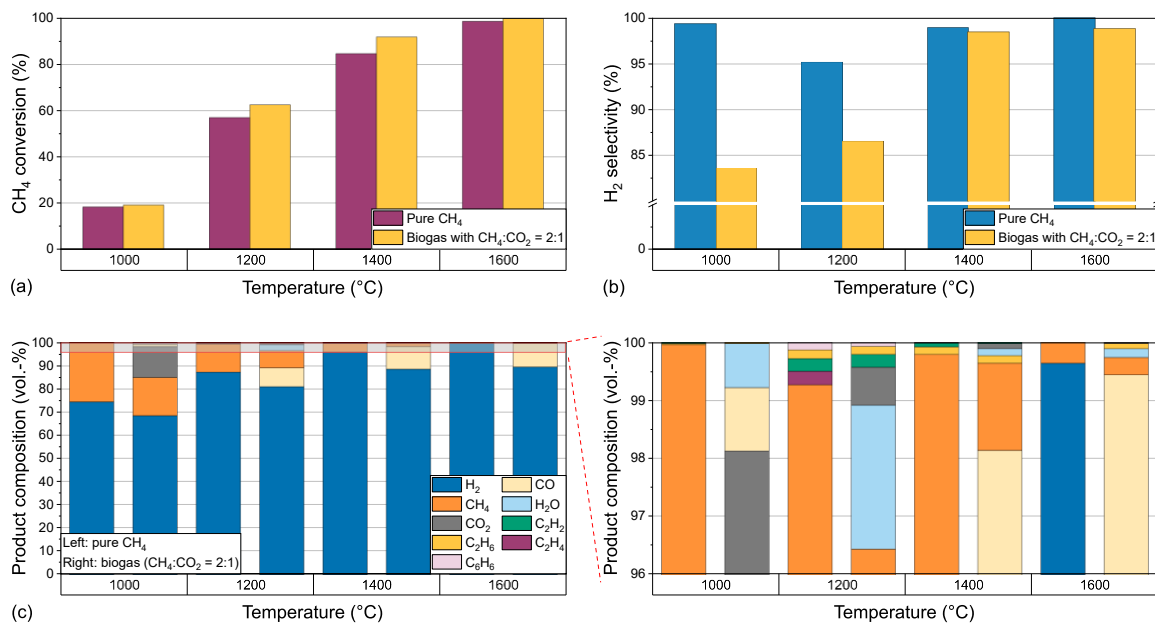 100
80
60
40
20
0
CH₄ conversion (%)
Pure CH₄
Biogas with CH₄:CO₂ = 2:1
1000 1200 1400 1600
(a) Temperature (°C)
100
95
90
85
0
H₂ selectivity (%)
Pure CH₄
Biogas with CH₄:CO₂ = 2:1
1000 1200 1400 1600
(b) Temperature (°C)
100
90
80
70
60
50
40
30
20
10
0
Product composition (vol.-%)
H₂ CO
CH₄ H₂O
CO₂ C₂H₂
C₂H₆ C₂H₄
C₆H₆
Left: pure CH₄
Right: biogas (CH₄:CO₂ = 2:1)
1000 1200 1400 1600
(c) Temperature (°C)
100
99
98
97
96
Product composition (vol.-%)
1000 1200 1400 1600
Temperature (°C)